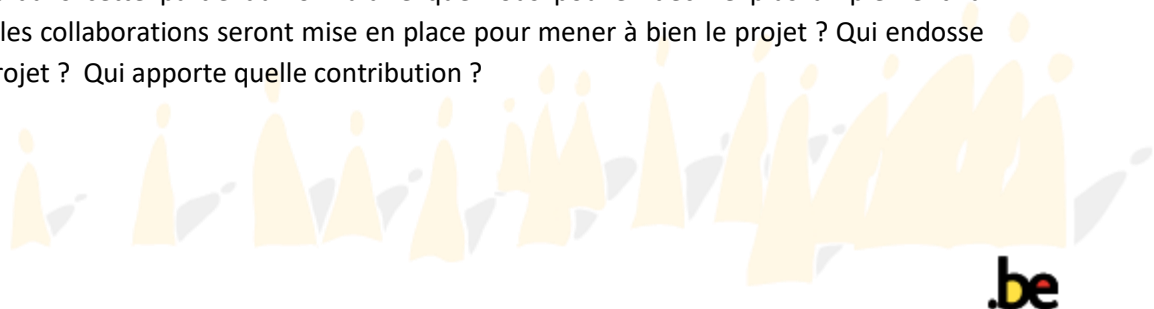 les collaborations seront mise en place pour mener à bien le projet ? Qui endosse
rojet ? Qui apporte quelle contribution ?
.be